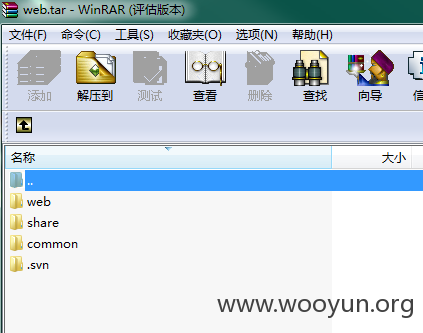 web.tar - WinRAR (评估版本)
文件(F) 命令(C) 工具(S) 收藏夹(O) 选项(N) 帮助(H)
添加 解压到 测试 查看 删除 查找 向导 信
名称 大小
..
web
share
common
.svn
www.wooyun.org